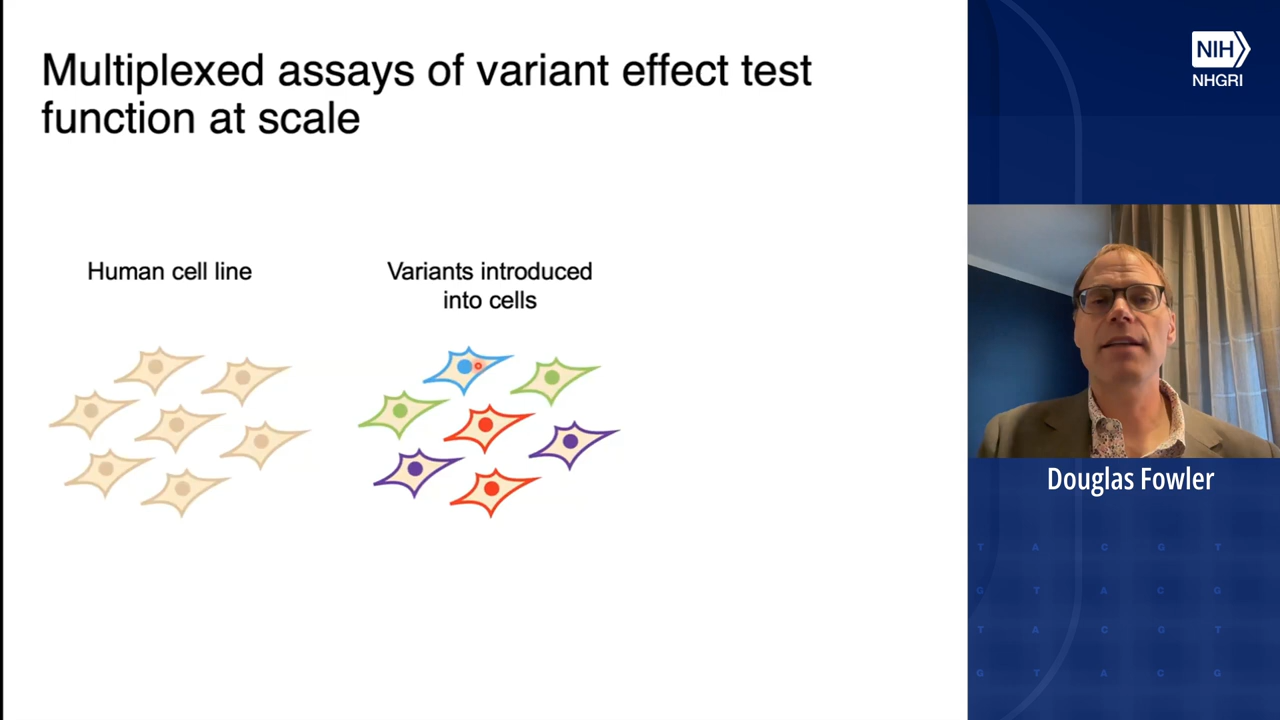 Multiplexed assays of variant effect test
function at scale
Human cell line
Variants introduced
into cells
NIH
NHGRI
Douglas Fowler
T A C G T
G T A C G
T A C G T
G T A C G